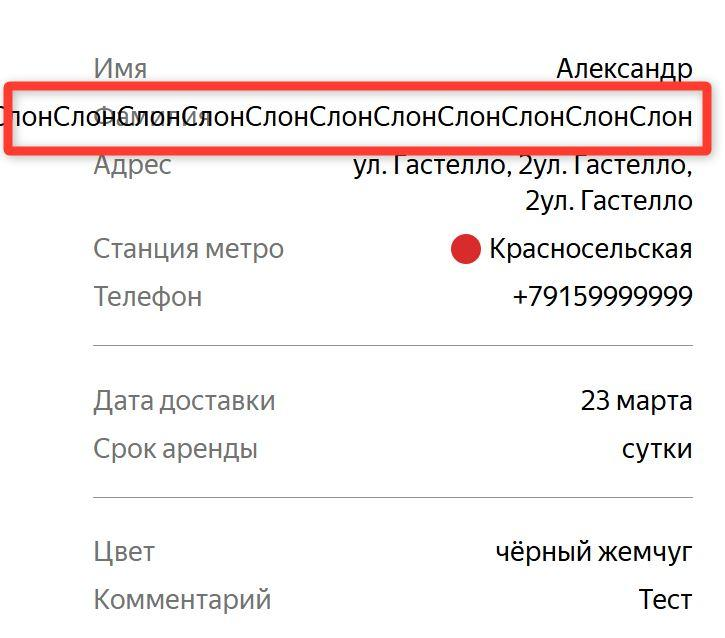 Имя Александр
Фамилия лонСлонСлонСлонСлонСлонСлонСлонСлонСлонСлон
Адрес ул. Гастелло, 2ул. Гастелло,
2ул. Гастелло
Станция метро Красносельская
Телефон +79159999999
Дата доставки 23 марта
Срок аренды сутки
Цвет чёрный жемчуг
Комментарий Тест